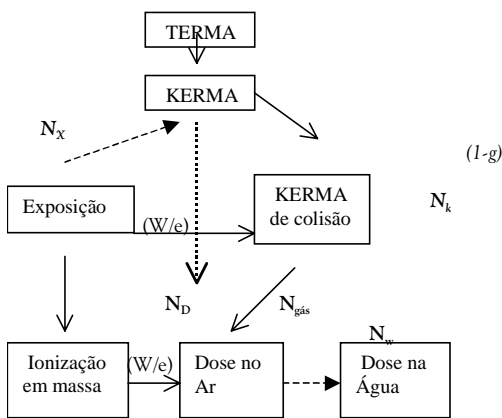 TERMA
KERMA
N_X
(1-g)
Exposição
(W/e)
KERMA
de colisão
N_k
N_D
N_gás
N_w
Ionização
em massa
(W/e)
Dose no
Ar
Dose na
Água